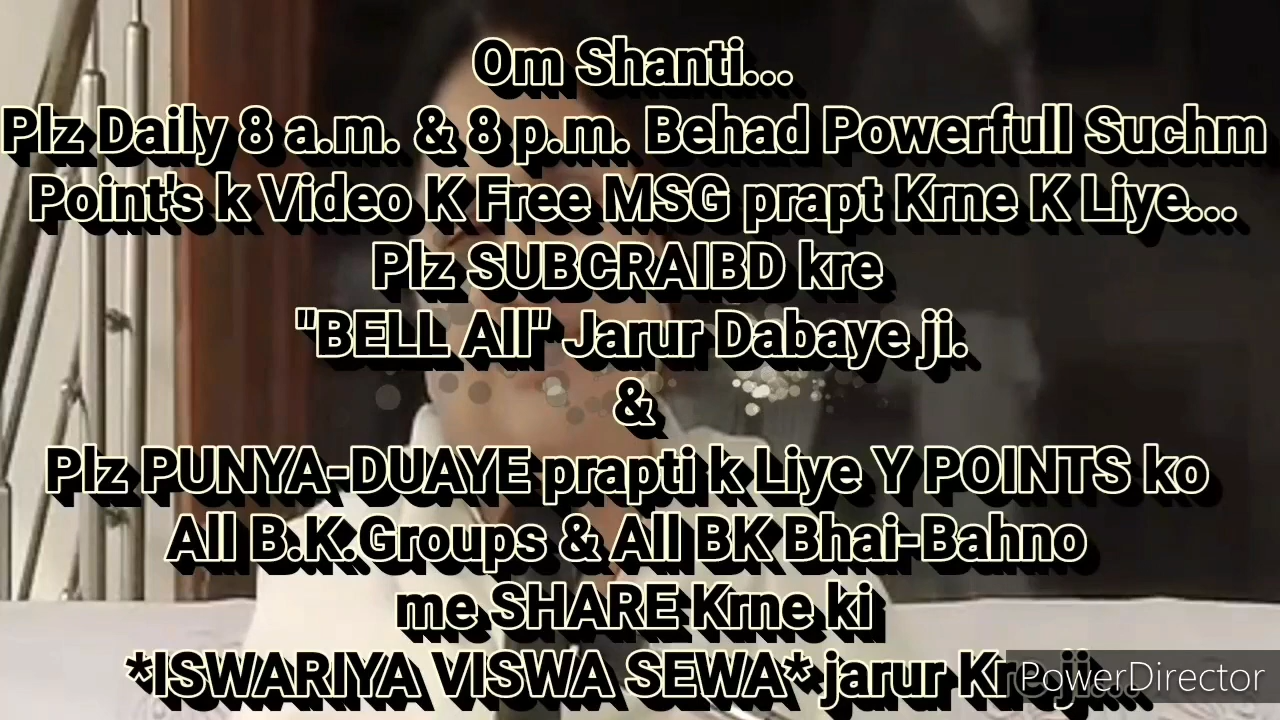 Om Shanti...
Plz Daily 8 a.m. & 8 p.m. Behad Powerfull Suchm
Point's k Video K Free MSG prapt Krne K Liye...
Plz SUBCRAIBD kre
"BELL All" Jarur Dabaye ji.
&
Plz PUNYA-DUAYE prapti k Liye Y POINTS ko
All B.K.Groups & All BK Bhai-Bahno
me SHARE Krne ki
*ISWARIYA VISWA SEWA* jarur Kre ji...
PowerDirector